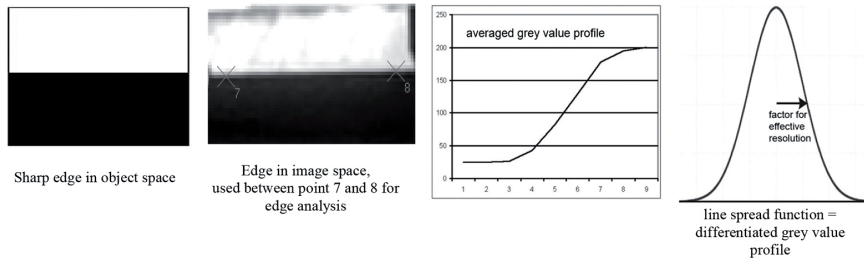 Sharp edge in object space
7
8
Edge in image space,
used between point 7 and 8 for
edge analysis
averaged grey value profile
250
200
150
100
50
0
1 2 3 4 5 6 7 8 9
factor for
effective
resolution
line spread function =
differentiated grey value
profile